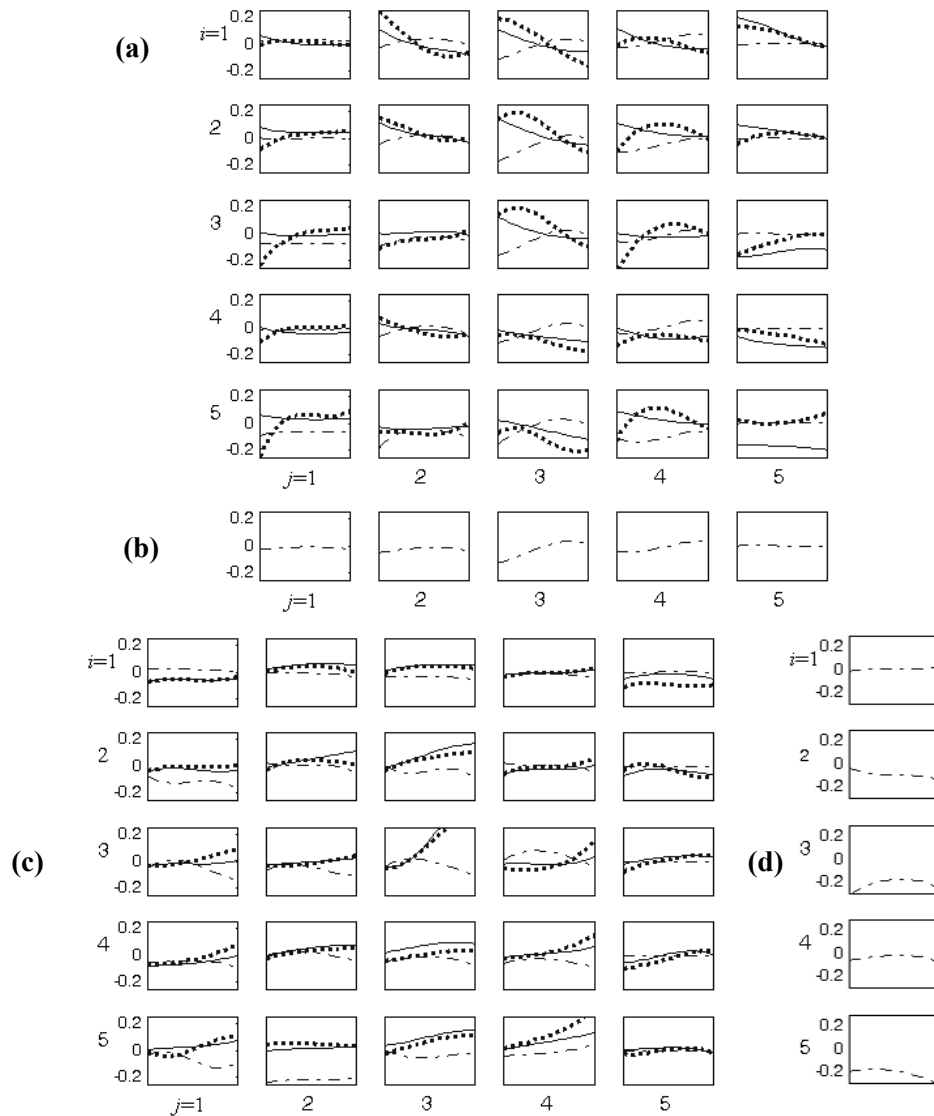 (a)
i=1 0.2 0 -0.2
2 0.2 0 -0.2
3 0.2 0 -0.2
4 0.2 0 -0.2
5 0.2 0 -0.2
j=1 2 3 4 5
(b)
0.2 0 -0.2
j=1 2 3 4 5
i=1 0.2 0 -0.2 i=1 0.2 0 -0.2
2 0.2 0 -0.2 2 0.2 0 -0.2
(c) 3 0.2 0 -0.2 (d) 3 0.2 0 -0.2
4 0.2 0 -0.2 4 0.2 0 -0.2
5 0.2 0 -0.2 5 0.2 0 -0.2
j=1 2 3 4 5